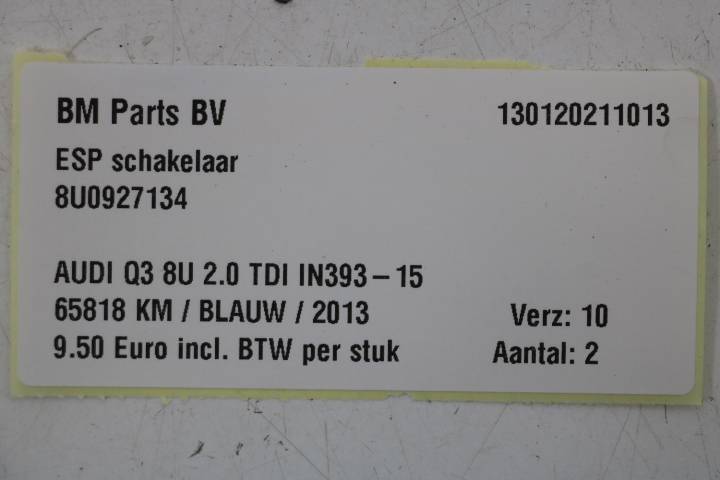 BM Parts BV 130120211013
ESP schakelaar
8U0927134
AUDI Q3 8U 2.0 TDI IN393-15
65818 KM / BLAUW / 2013 Verz: 10
9.50 Euro incl. BTW per stuk Aantal: 2